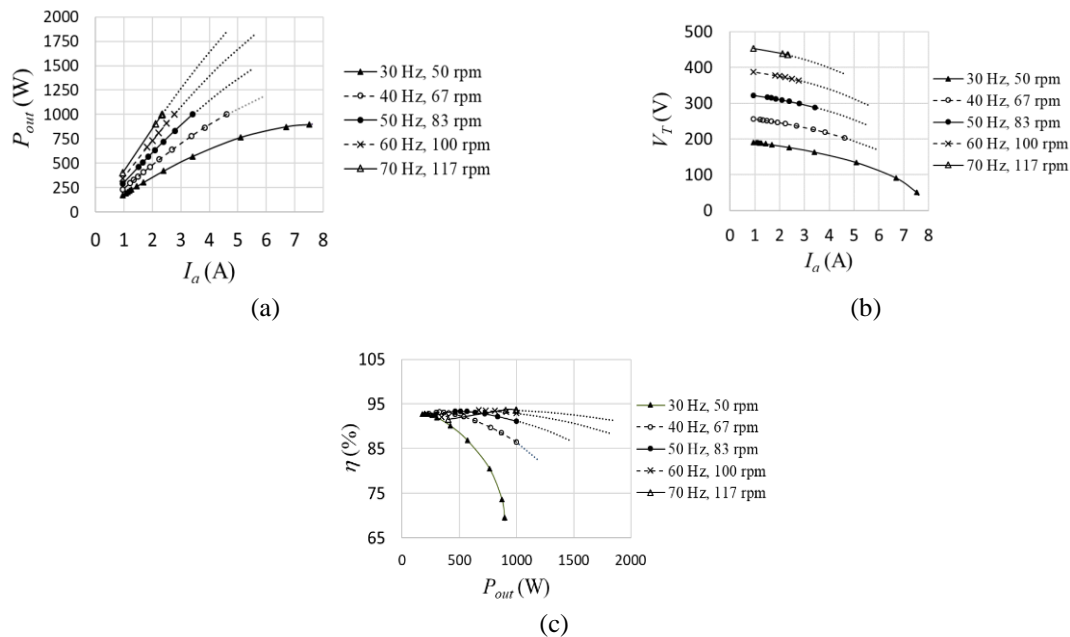 2000
1750
1500
1250
1000
750
500
250
0
P_out (W)
0 1 2 3 4 5 6 7 8
I_a (A)
30 Hz, 50 rpm
40 Hz, 67 rpm
50 Hz, 83 rpm
60 Hz, 100 rpm
70 Hz, 117 rpm
(a)
500
400
300
200
100
0
V_T (V)
0 1 2 3 4 5 6 7 8
I_a (A)
30 Hz, 50 rpm
40 Hz, 67 rpm
50 Hz, 83 rpm
60 Hz, 100 rpm
70 Hz, 117 rpm
(b)
105
95
85
75
65
η (%)
0 500 1000 1500 2000
P_out (W)
30 Hz, 50 rpm
40 Hz, 67 rpm
50 Hz, 83 rpm
60 Hz, 100 rpm
70 Hz, 117 rpm
(c)